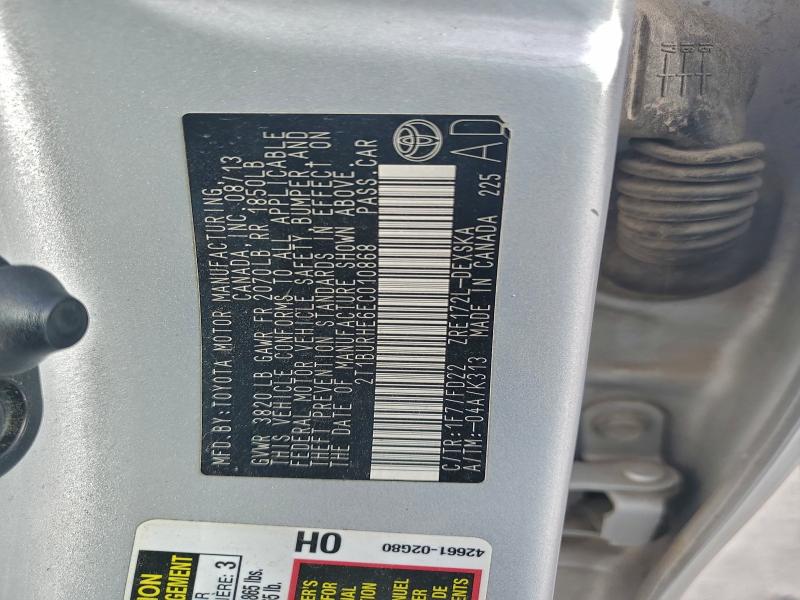 MFD.BY:TOYOTA MOTOR MANUFACTURING
CANADA, INC. 08/13
GVWR 3820LB GAWR FR 2070LB RR 1850LB
THIS VEHICLE CONFORMS TO ALL APPLICABLE
FEDERAL MOTOR VEHICLE SAFETY, BUMPER AND
THEFT PREVENTION STANDARDS IN EFFECT ON
THE DATE OF MANUFACTURE SHOWN ABOVE.
2T1BURHE6EC010868 PASS.CAR
C/TR:1F7/FD22 ZRE172L-DEXSKA
A/TM:-04A/K313 MADE IN CANADA 225
AD
42661-02G80
OH